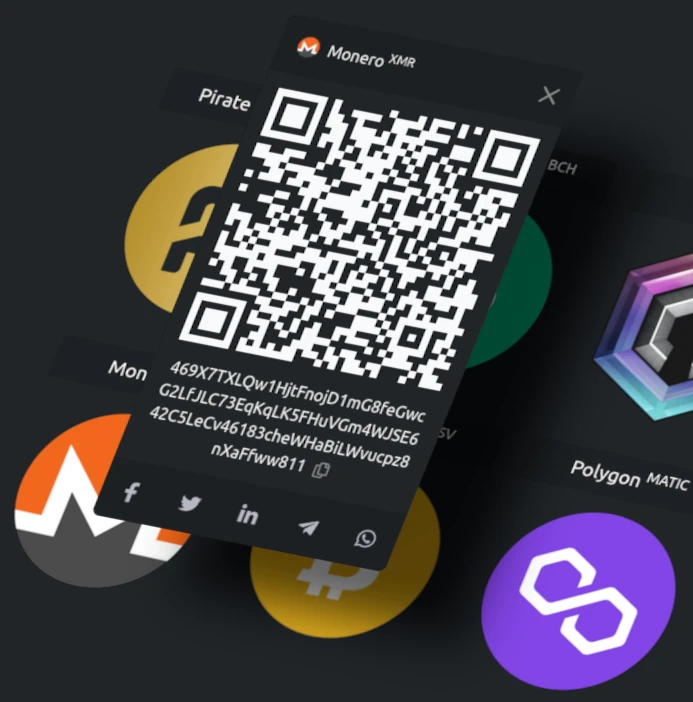 Monero XMR
Pirate
BCH
469X7TXLQw1HjtFnojD1mG8feGwc
G2LfJLC73EqKqLK5FHuVGm4WJSE6
42C5LeCv46183cheWHaBiLWvucpz8
nXaFfww811
Mon
SV
Polygon MATIC